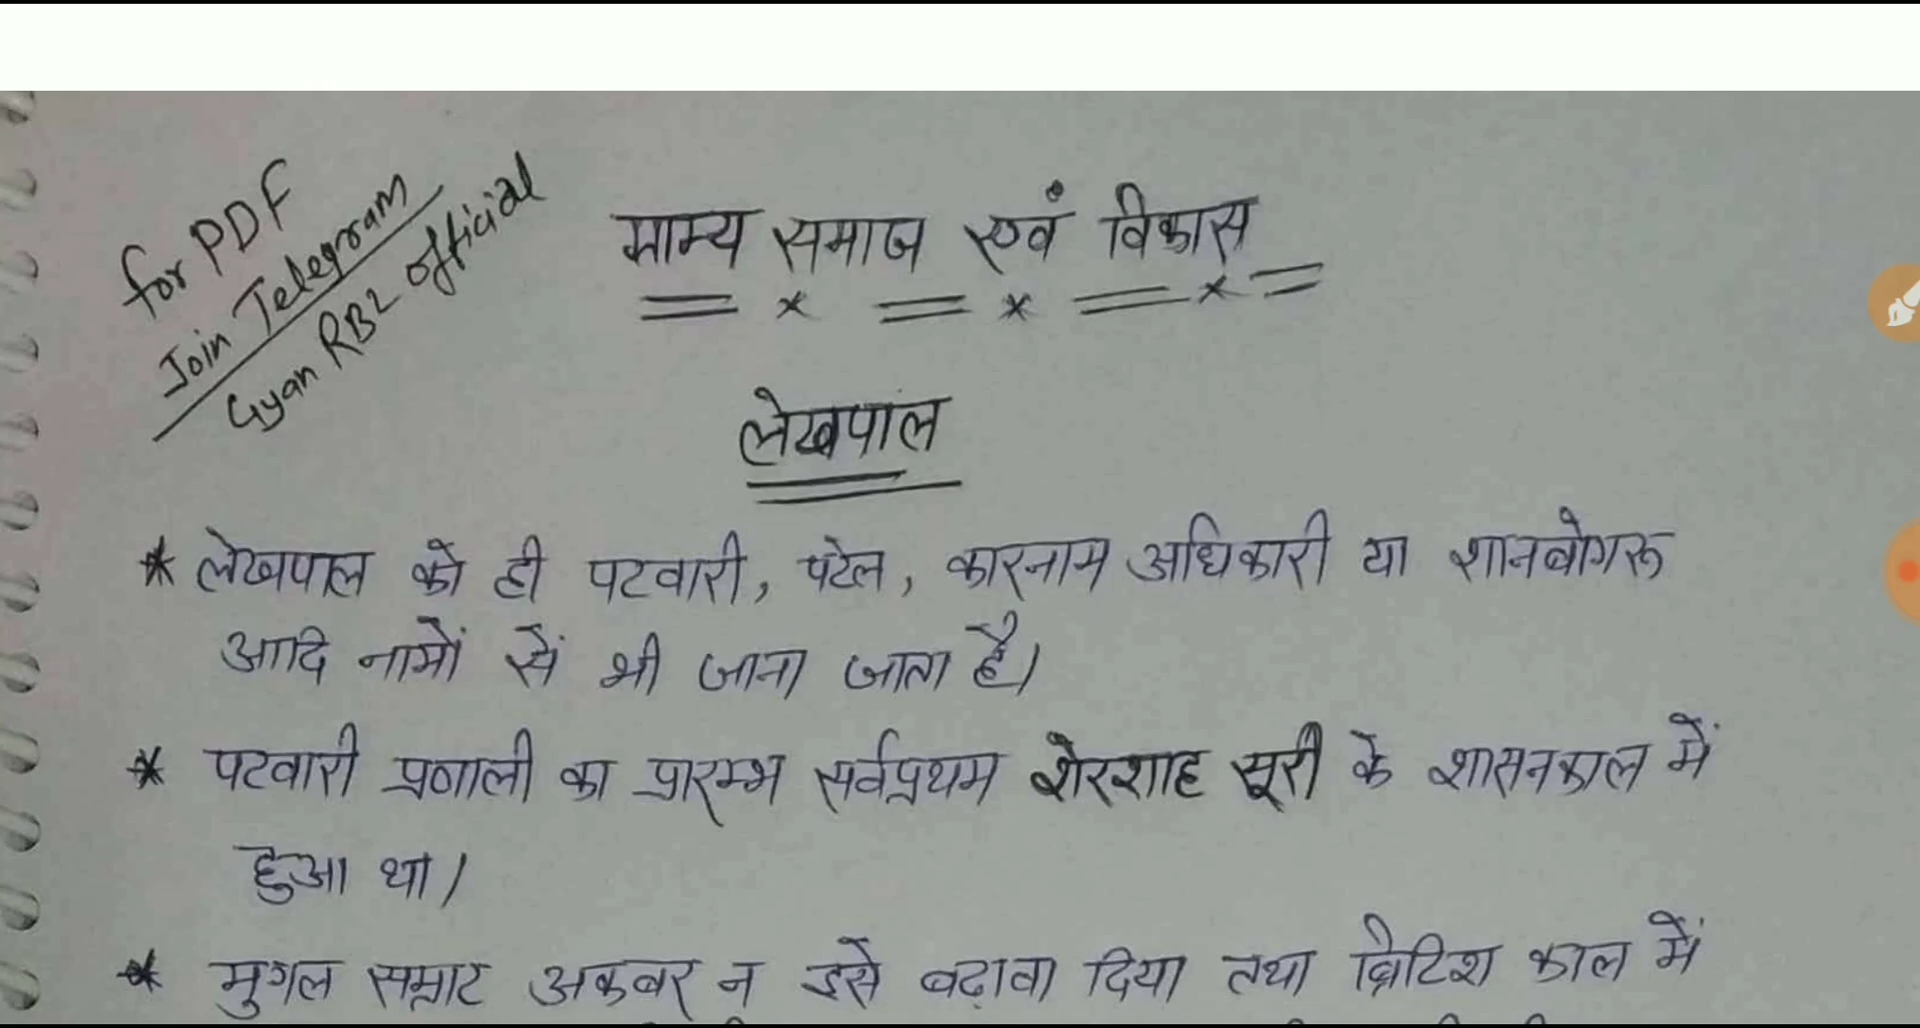 for PDF
Join Telegram
Gyan RBL official
ग्राम्य समाज एवं विकास
लेखपाल
* लेखपाल को ही पटवारी, पटेल, कारनाम अधिकारी या शानबोगरू
आदि नामों सें भी जाना जाता है।
* पटवारी प्रणाली का प्रारम्भ सर्वप्रथम शेरशाह सूरी के शासनकाल में
हुआ था।
* मुगल सम्राट अकबर न इसे बढ़ावा दिया तथा ब्रिटिश काल में